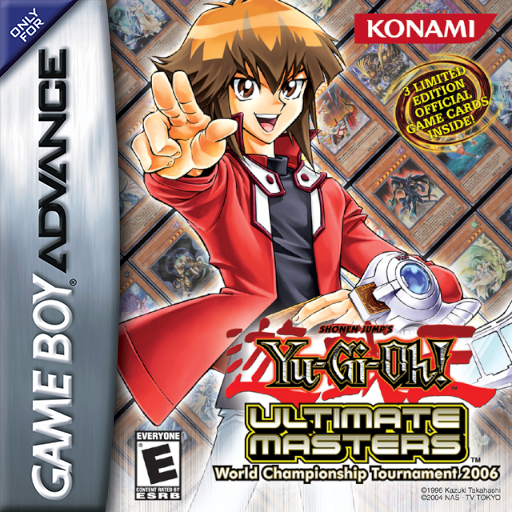 ONLY
FOR
GAME BOY ADVANCE
KONAMI
3 LIMITED
EDITION
OFFICIAL
GAME CARDS
INSIDE!
SHONEN JUMP'S
Yu-Gi-Oh!
ULTIMATE
MASTERS™
World Championship Tournament 2006
EVERYONE
E
CONTENT RATED BY
ESRB
©1996 Kazuki Takahashi
©2004 NAS · TV TOKYO